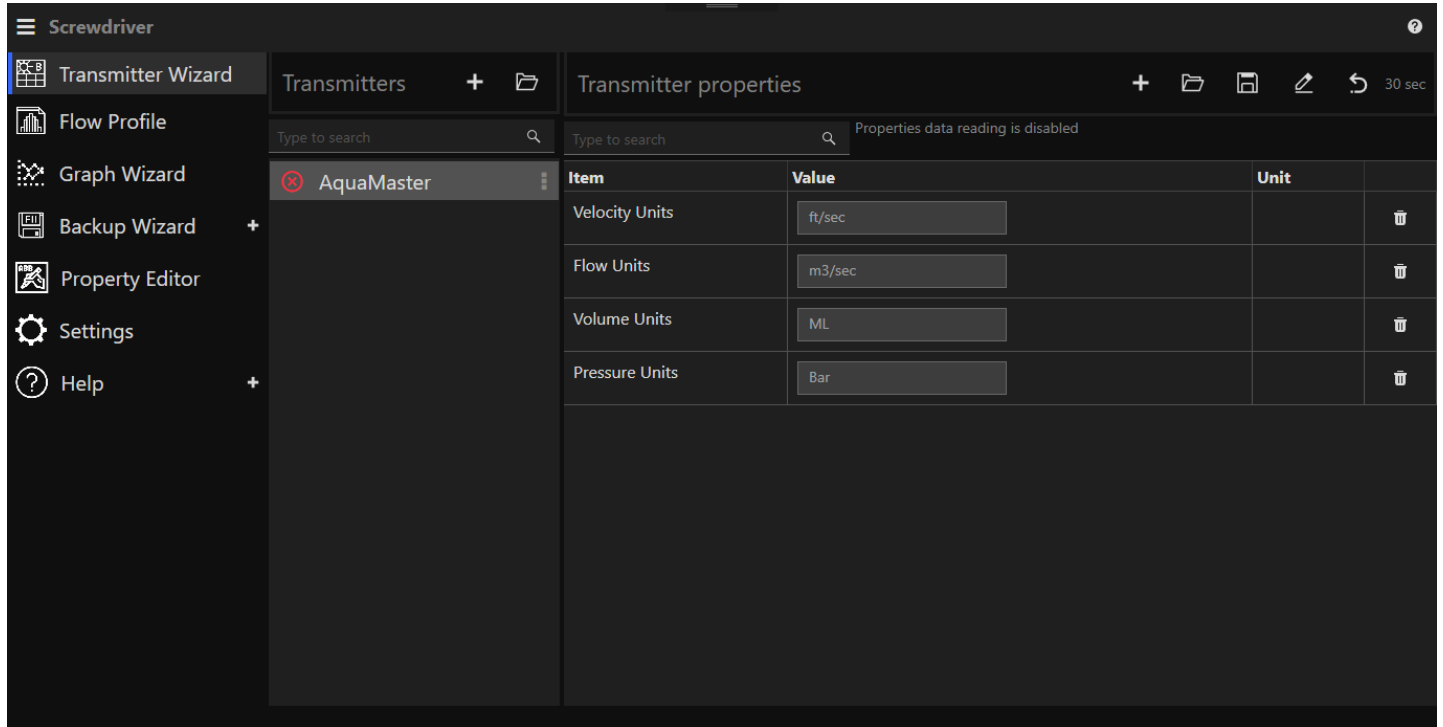 Screwdriver
Transmitter Wizard
Flow Profile
Graph Wizard
Backup Wizard
Property Editor
Settings
Help
Transmitters
Type to search
AquaMaster
Transmitter properties
30 sec
Type to search
Properties data reading is disabled
Item Value Unit
Velocity Units ft/sec
Flow Units m3/sec
Volume Units ML
Pressure Units Bar